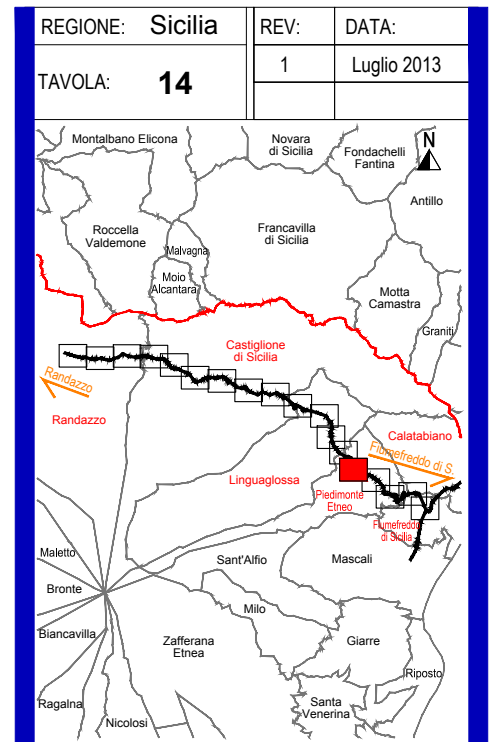 REGIONE: Sicilia
REV:
DATA:
TAVOLA: 14
1
Luglio 2013
Montalbano Elicona
Novara
di Sicilia
Fondachelli
Fantina
N
Antillo
Roccella
Valdemone
Malvagna
Francavilla
di Sicilia
Moio
Alcantara
Motta
Camastra
Graniti
Castiglione
di Sicilia
Randazzo
Randazzo
Calatabiano
Fiumefreddo di S.
Linguaglossa
Piedimonte
Etneo
Fiumefreddo
di Sicilia
Maletto
Sant'Alfio
Mascali
Bronte
Milo
Biancavilla
Zafferana
Etnea
Giarre
Riposto
Ragalna
Nicolosi
Santa
Venerina